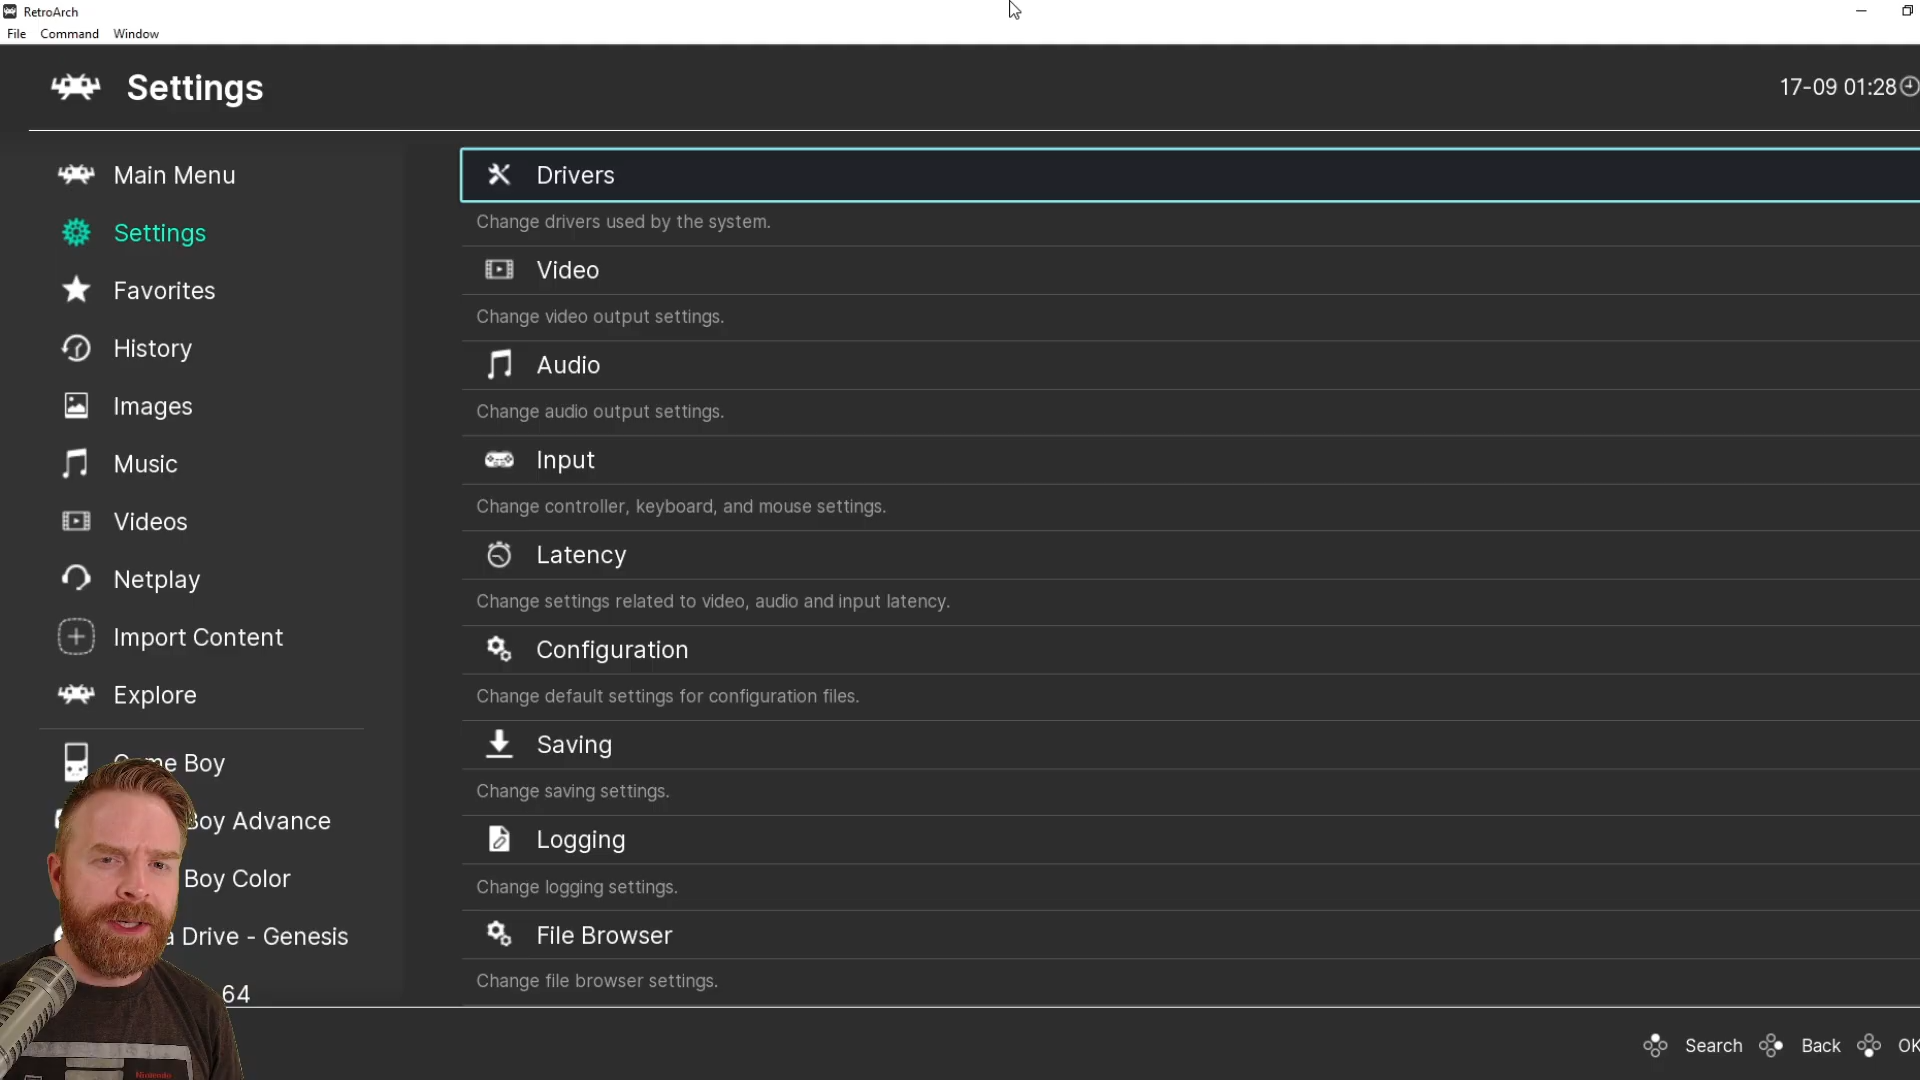 RetroArch
File Command Window
Settings
17-09 01:28
Main Menu
Settings
Favorites
History
Images
Music
Videos
Netplay
Import Content
Explore
Game Boy
Boy Advance
Boy Color
Drive - Genesis
64
Drivers
Change drivers used by the system.
Video
Change video output settings.
Audio
Change audio output settings.
Input
Change controller, keyboard, and mouse settings.
Latency
Change settings related to video, audio and input latency.
Configuration
Change default settings for configuration files.
Saving
Change saving settings.
Logging
Change logging settings.
File Browser
Change file browser settings.
Nintendo
Search Back OK